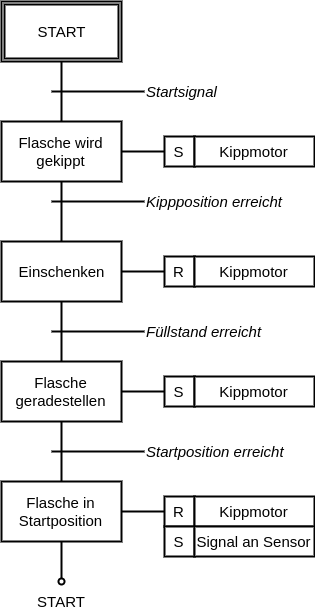 START
Startsignal
Flasche wird
gekippt
S Kippmotor
Kippposition erreicht
Einschenken
R Kippmotor
Füllstand erreicht
Flasche
geradestellen
S Kippmotor
Startposition erreicht
Flasche in
Startposition
R Kippmotor
S Signal an Sensor
START